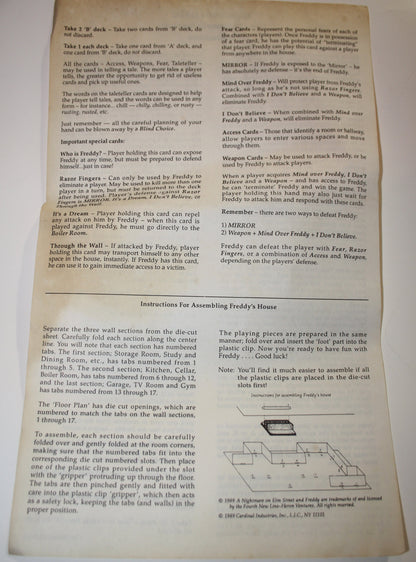 Take 2 'B' deck – Take two cards from 'B' deck, do
not discard.
Take 1 each deck – Take one card from 'A' deck, and
one card from 'B' deck, do not discard.
All the cards – Access, Weapons, Fear, Taleteller –
may be used in telling a tale. The more tales a player
tells, the greater the opportunity to get rid of useless
cards and pick up useful ones.
The words on the taleteller cards are designed to help
the player tell tales, and the words can be used in any
form – for instance.. chill — chilly, chilling, or rusty —
rusting, rusted, etc.
Just remember — all the careful planning of your
hand can be blown away by a Blind Choice.
Important special cards:
Who is Freddy? – Player holding this card can expose
Freddy at any time, but must be prepared to defend
himself...just in case!
Razor Fingers – Can only be used by Freddy to
eliminate a player. May be used to kill more than one
player in a turn, but must be returned to the deck
after being used. Player's defense against Razor
Fingers is MIRROR, It's a Dream, I Don't Believe, or
Through the Wall.
It's a Dream – Player holding this card can repel
any attack on him by Freddy – when this card is
played against Freddy, he must go directly to the
Boiler Room.
Through the Wall – If attacked by Freddy, player
holding this card may transport himself to any other
space in the house, instantly. If Freddy has this card,
he can use it to gain immediate access to a victim.
Fear Cards – Represent the personal fears of each of
the characters (players). Once Freddy is in possession
of a fear card, he has the potential of "terminating"
that player. Freddy can play this card against a player
from anywhere in the house.
MIRROR – If Freddy is exposed to the 'Mirror' – he
has absolutely no defense – it's the end of Freddy.
Mind Over Freddy – Will protect player from Freddy's
attack, so long as he's not using Razor Fingers.
Combined with I Don't Believe and a Weapon, will
eliminate Freddy.
I Don't Believe – When combined with Mind over
Freddy and a Weapon, will eliminate Freddy
Access Cards – Those that identify a room or hallway,
allow players to enter various spaces and move
through them.
Weapon Cards – May be used to attack Freddy, or be
used by Freddy to attack players.
When a player acquires Mind over Freddy, I Don't
Believe and a Weapon – and has access to Freddy,
he can 'terminate' Freddy and win the game. The
player holding this hand may also just wait for
Freddy to attack him and respond with these cards.
Remember – there are two ways to defeat Freddy:
1) MIRROR
2) Weapon + Mind Over Freddy + I Don't Believe.
Freddy can defeat the player with Fear, Razor
Fingers, or a combination of Access and Weapon,
depending on the players' defense.
Instructions For Assembling Freddy's House
Separate the three wall sections from the die-cut
sheet. Carefully fold each section along the center
line. You will note that each section has numbered
tabs. The first section; Storage Room, Study and
Dining Room, etc., has tabs numbered from 1
through 5. The second section; Kitchen, Cellar,
Boiler Room, has tabs numbered from 6 through 12,
and the last section; Garage, TV Room and Gym
has tabs numbered from 13 through 17.
The 'Floor Plan' has die cut openings, which are
numbered to match the tabs on the wall sections,
1 through 17.
To assemble, each section should be carefully
folded over and gently folded at the room corners,
making sure that the numbered tabs fit into the
corresponding die cut numbered slots. Then place
one of the plastic clips provided under the slot
with the 'gripper' protruding up through the floor.
The tabs are then pinched gently and fitted with
care into the plastic clip 'gripper', which then acts
as a safety lock, keeping the tabs (and walls) in the
proper position.
The playing pieces are prepared in the same
manner; fold over and insert the 'foot' part into the
plastic clip. Now you're ready to have fun with
Freddy . . . . Good luck!
Note: You'll find it much easier to assemble if all
the plastic clips are placed in the die-cut
slots first!
Instructions for assembling Freddy's house
© 1989 A Nightmare on Elm Street and Freddy are trademarks of and licensed
by the Fourth New Line-Heron Ventures. All rights reserved.
© 1989 Cardinal Industries, Inc., L.I.C., NY 11101